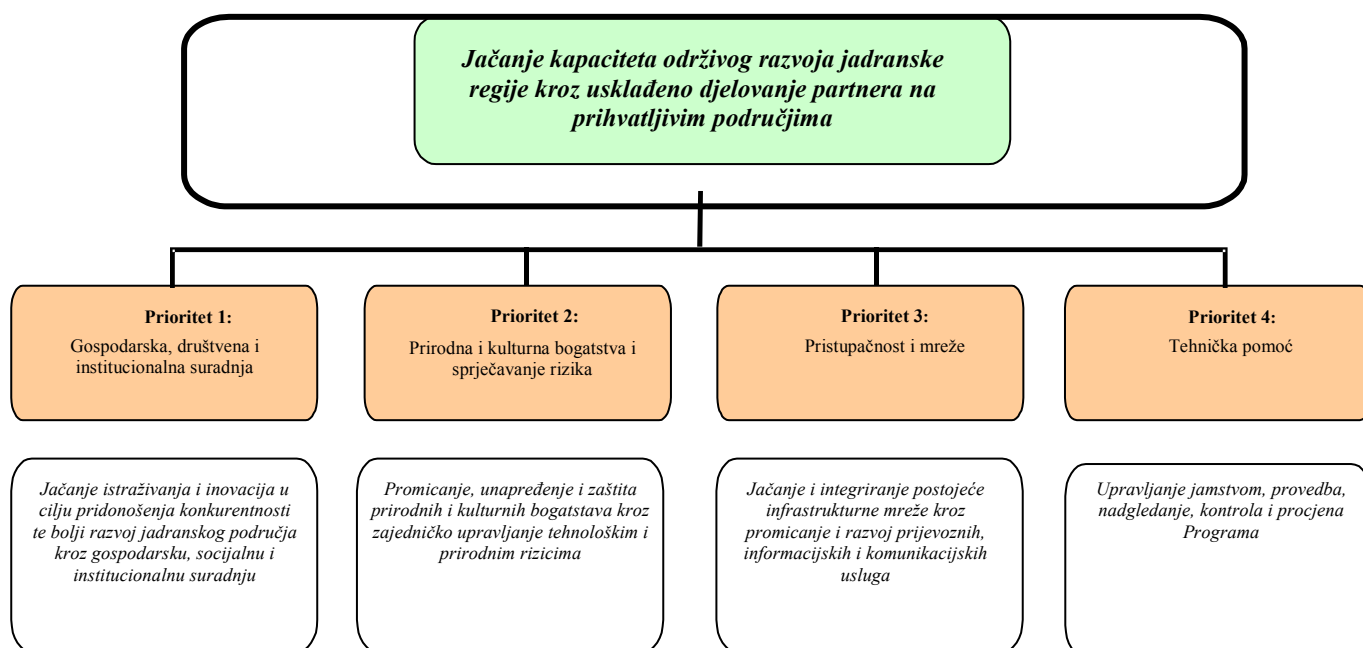 Jačanje kapaciteta održivog razvoja jadranske
regije kroz usklađeno djelovanje partnera na
prihvatljivim područjima
Prioritet 1:
Gospodarska, društvena i
institucionalna suradnja
Prioritet 2:
Prirodna i kulturna bogatstva i
sprječavanje rizika
Prioritet 3:
Pristupačnost i mreže
Prioritet 4:
Tehnička pomoć
Jačanje istraživanja i inovacija u
cilju pridonošenja konkurentnosti
te bolji razvoj jadranskog područja
kroz gospodarsku, socijalnu i
institucionalnu suradnju
Promicanje, unapređenje i zaštita
prirodnih i kulturnih bogatstava kroz
zajedničko upravljanje tehnološkim i
prirodnim rizicima
Jačanje i integriranje postojeće
infrastrukturne mreže kroz
promicanje i razvoj prijevoznih,
informacijskih i komunikacijskih
usluga
Upravljanje jamstvom, provedba,
nadgledanje, kontrola i procjena
Programa